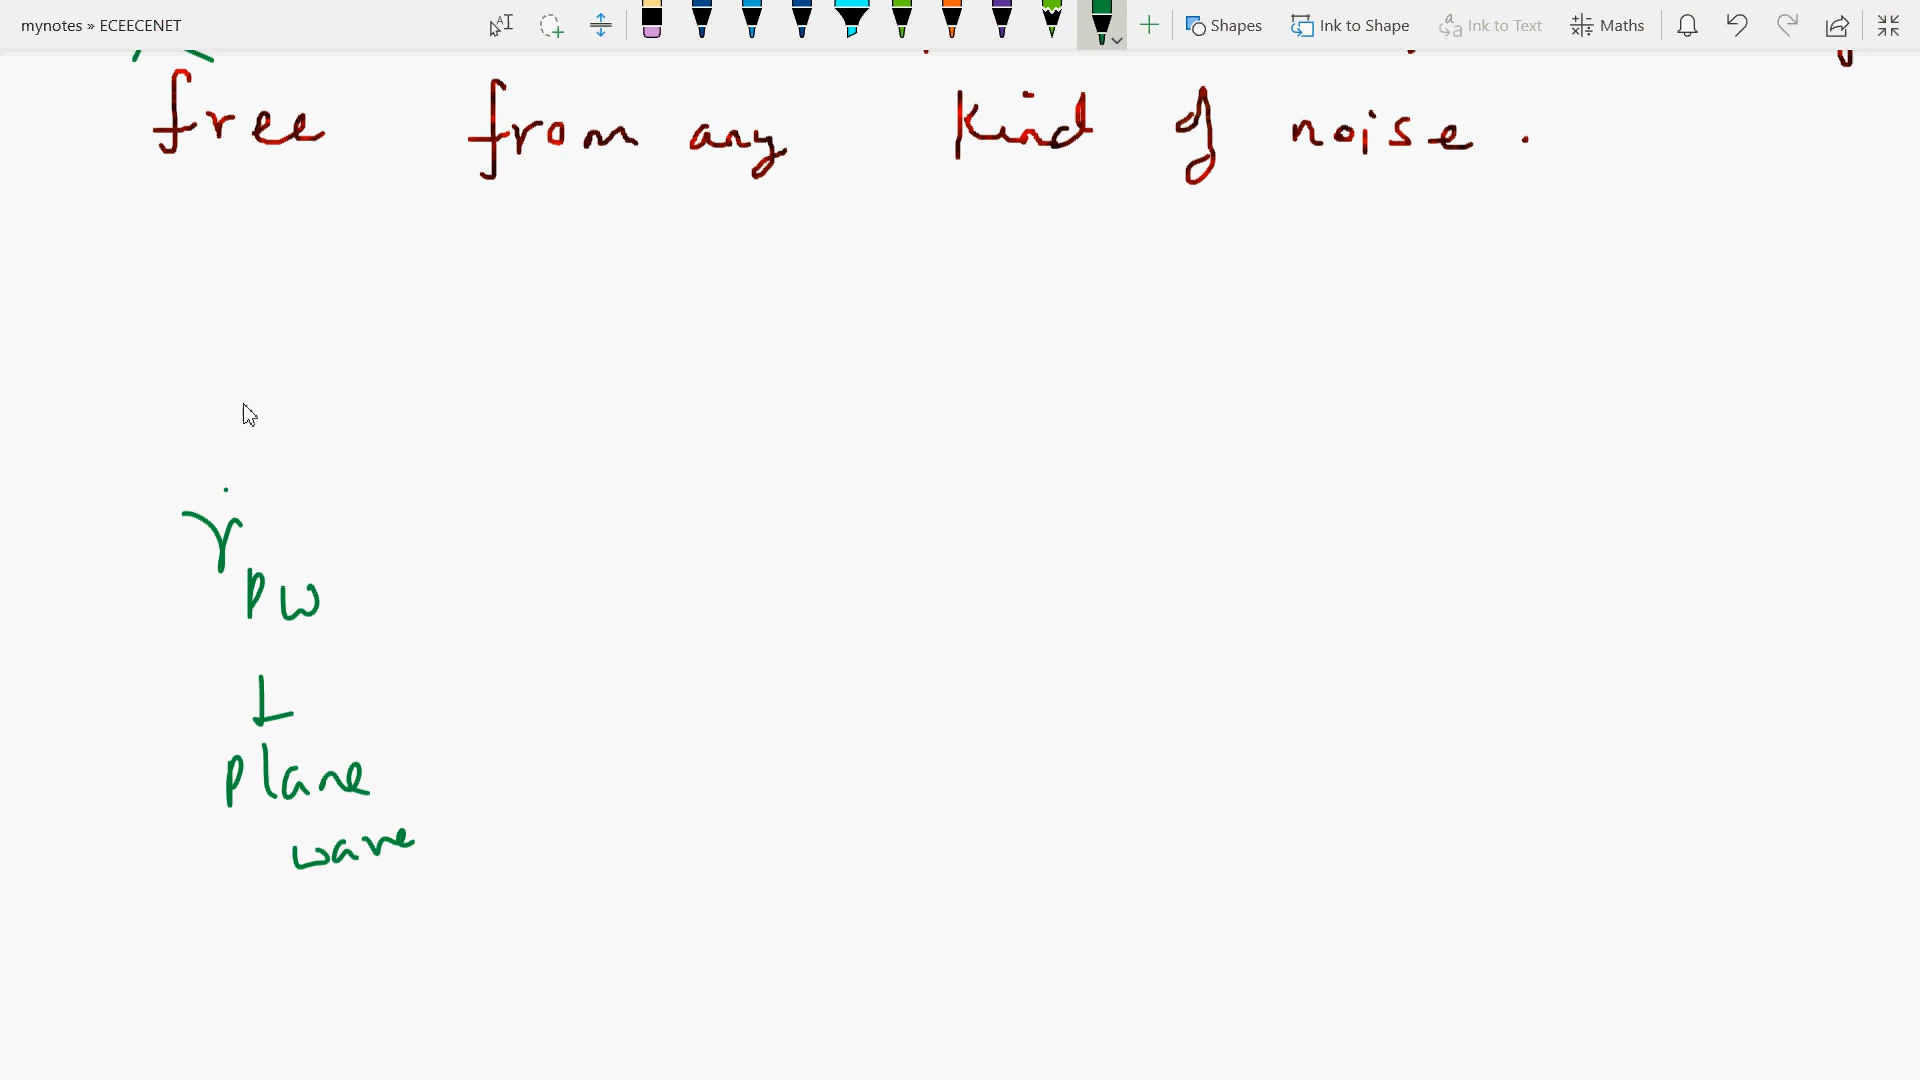 mynotes » ECEECENET Shapes Ink to Shape Ink to Text Maths
free from any kind of noise .
γ PW
plane
wave